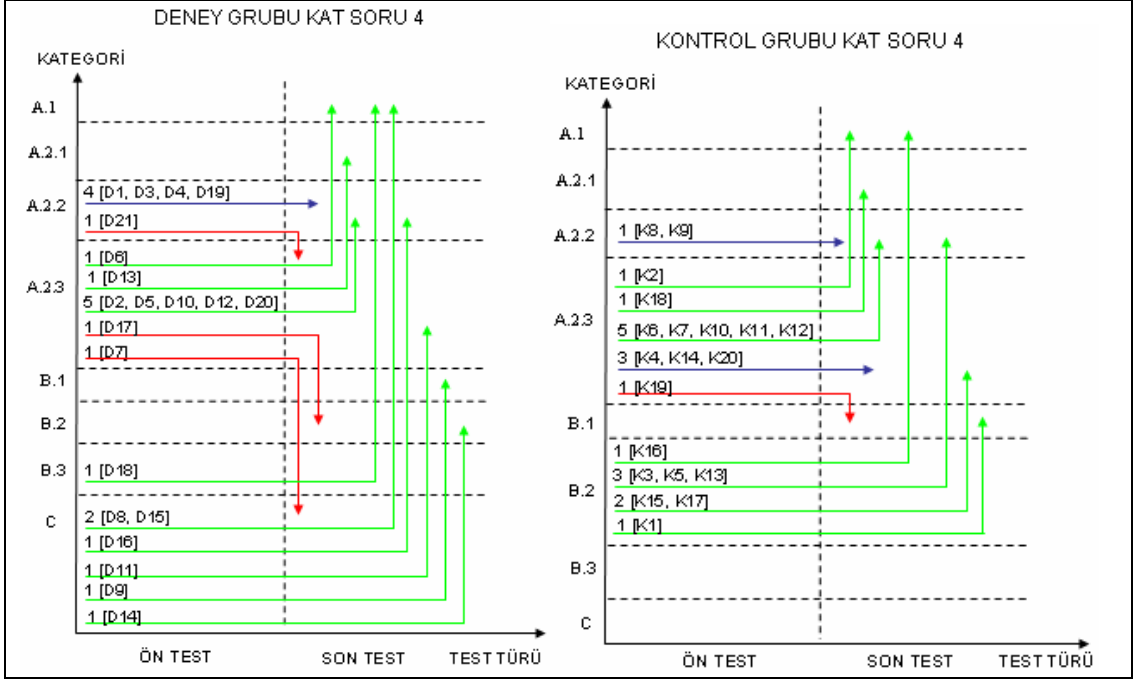 DENEY GRUBU KAT SORU 4
KATEGORİ
A.1
A.2.1
A.2.2
4 [D1, D3, D4, D19]
1 [D21]
1 [D6]
A.2.3
1 [D13]
5 [D2, D5, D10, D12, D20]
1 [D17]
1 [D7]
B.1
B.2
B.3
1 [D18]
C
2 [D8, D15]
1 [D16]
1 [D11]
1 [D9]
1 [D14]
ÖN TEST
SON TEST
TEST TÜRÜ
KONTROL GRUBU KAT SORU 4
KATEGORİ
A.1
A.2.1
A.2.2
1 [K8, K9]
1 [K2]
1 [K18]
A.2.3
5 [K6, K7, K10, K11, K12]
3 [K4, K14, K20]
1 [K19]
B.1
1 [K16]
3 [K3, K5, K13]
B.2
2 [K15, K17]
1 [K1]
B.3
C
ÖN TEST
SON TEST
TEST TÜRÜ